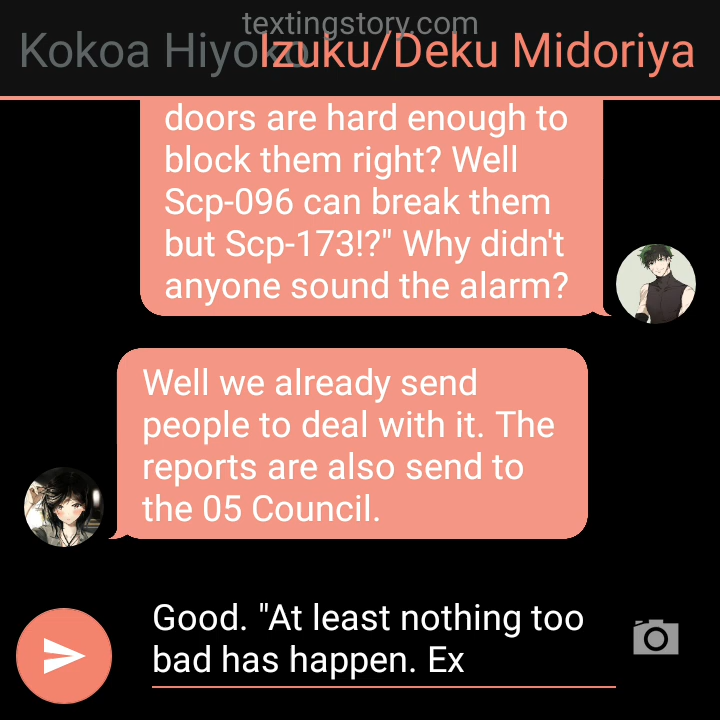 textingstory.com
Kokoa Hiyoko Izuku/Deku Midoriya
doors are hard enough to
block them right? Well
Scp-096 can break them
but Scp-173!?" Why didn't
anyone sound the alarm?
Well we already send
people to deal with it. The
reports are also send to
the 05 Council.
Good. "At least nothing too
bad has happen. Ex